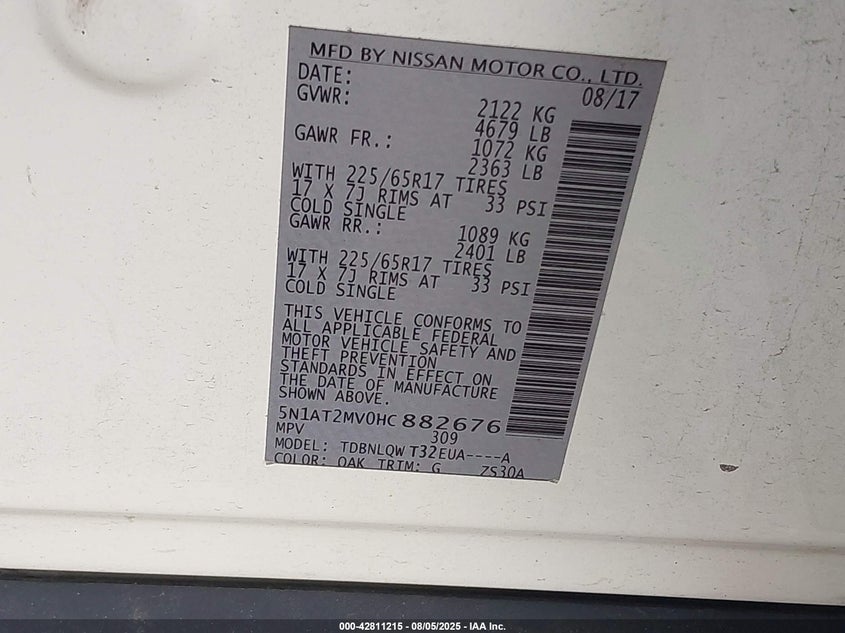 MFD BY NISSAN MOTOR CO., LTD.
DATE: 08/17
GVWR: 2122 KG
4679 LB
GAWR FR.: 1072 KG
2363 LB
WITH 225/65R17 TIRES
17 X 7J RIMS AT 33 PSI
COLD SINGLE
GAWR RR.: 1089 KG
2401 LB
WITH 225/65R17 TIRES
17 X 7J RIMS AT 33 PSI
COLD SINGLE
THIS VEHICLE CONFORMS TO
ALL APPLICABLE FEDERAL
MOTOR VEHICLE SAFETY AND
THEFT PREVENTION
STANDARDS IN EFFECT ON
THE DATE OF MANUFACTURE
SHOWN ABOVE.
5N1AT2MV0HC882676
MPV 309
MODEL: TDBNLQW T32EUA----A
COLOR: QAK TRIM: G ZS30A
000-42811215 - 08/05/2025 - IAA Inc.